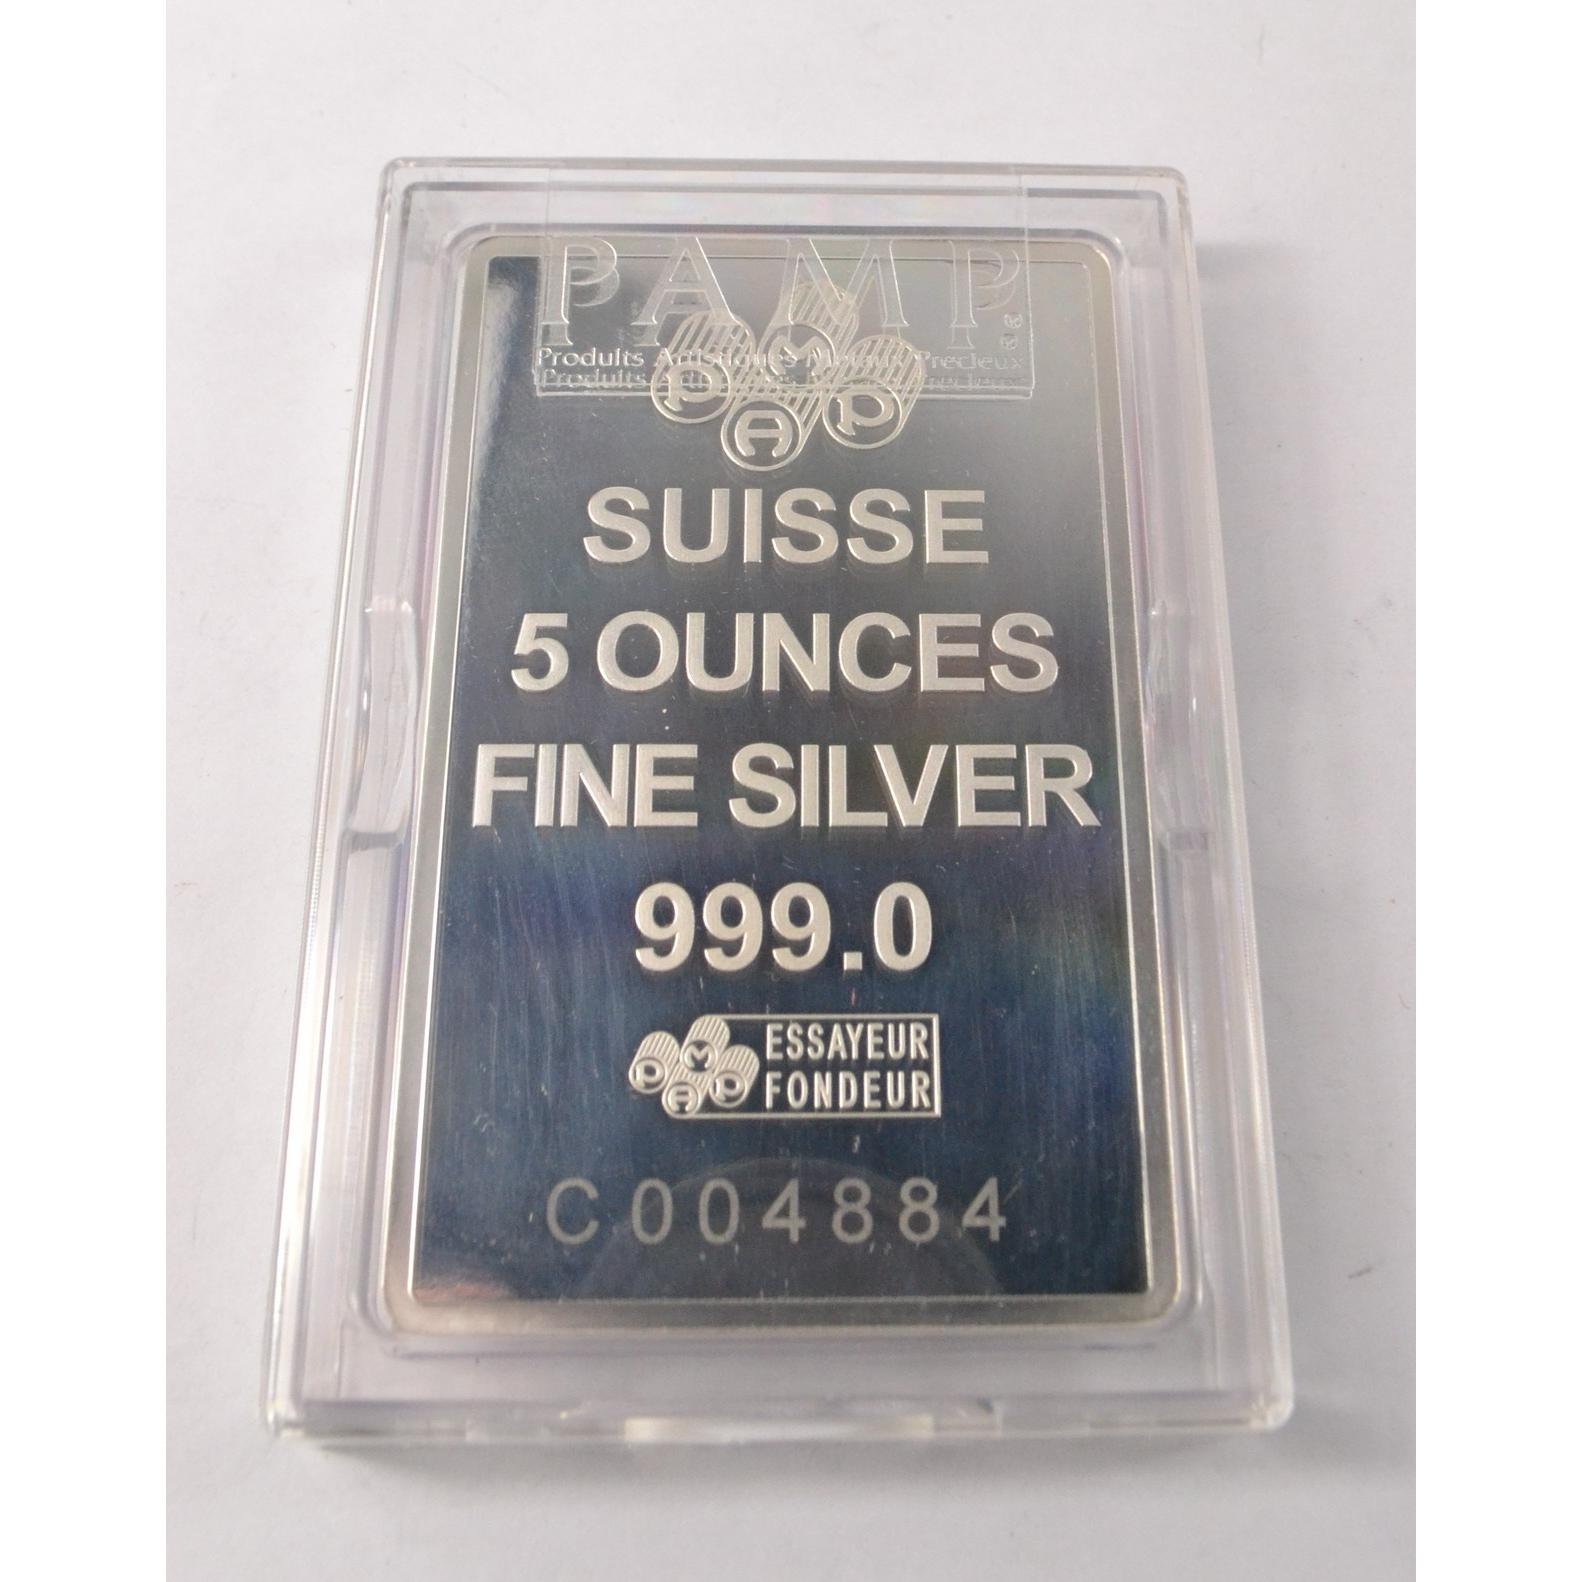 PAMP®
Produits Artistiques Métaux Précieux
P A M P
SUISSE
5 OUNCES
FINE SILVER
999.0
P A M P
ESSAYEUR
FONDEUR
C004884